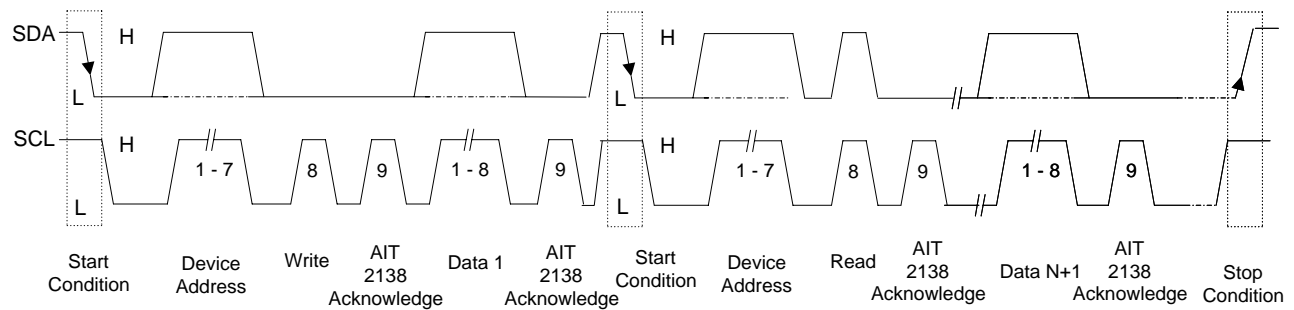 SDA H H
L L
SCL H H
1 - 7 8 9 1 - 8 9 1 - 7 8 9 1 - 8 9
L L
Start Condition
Device Address
Write
AIT 2138 Acknowledge
Data 1
AIT 2138 Acknowledge
Start Condition
Device Address
Read
AIT 2138 Acknowledge
Data N+1
AIT 2138 Acknowledge
Stop Condition